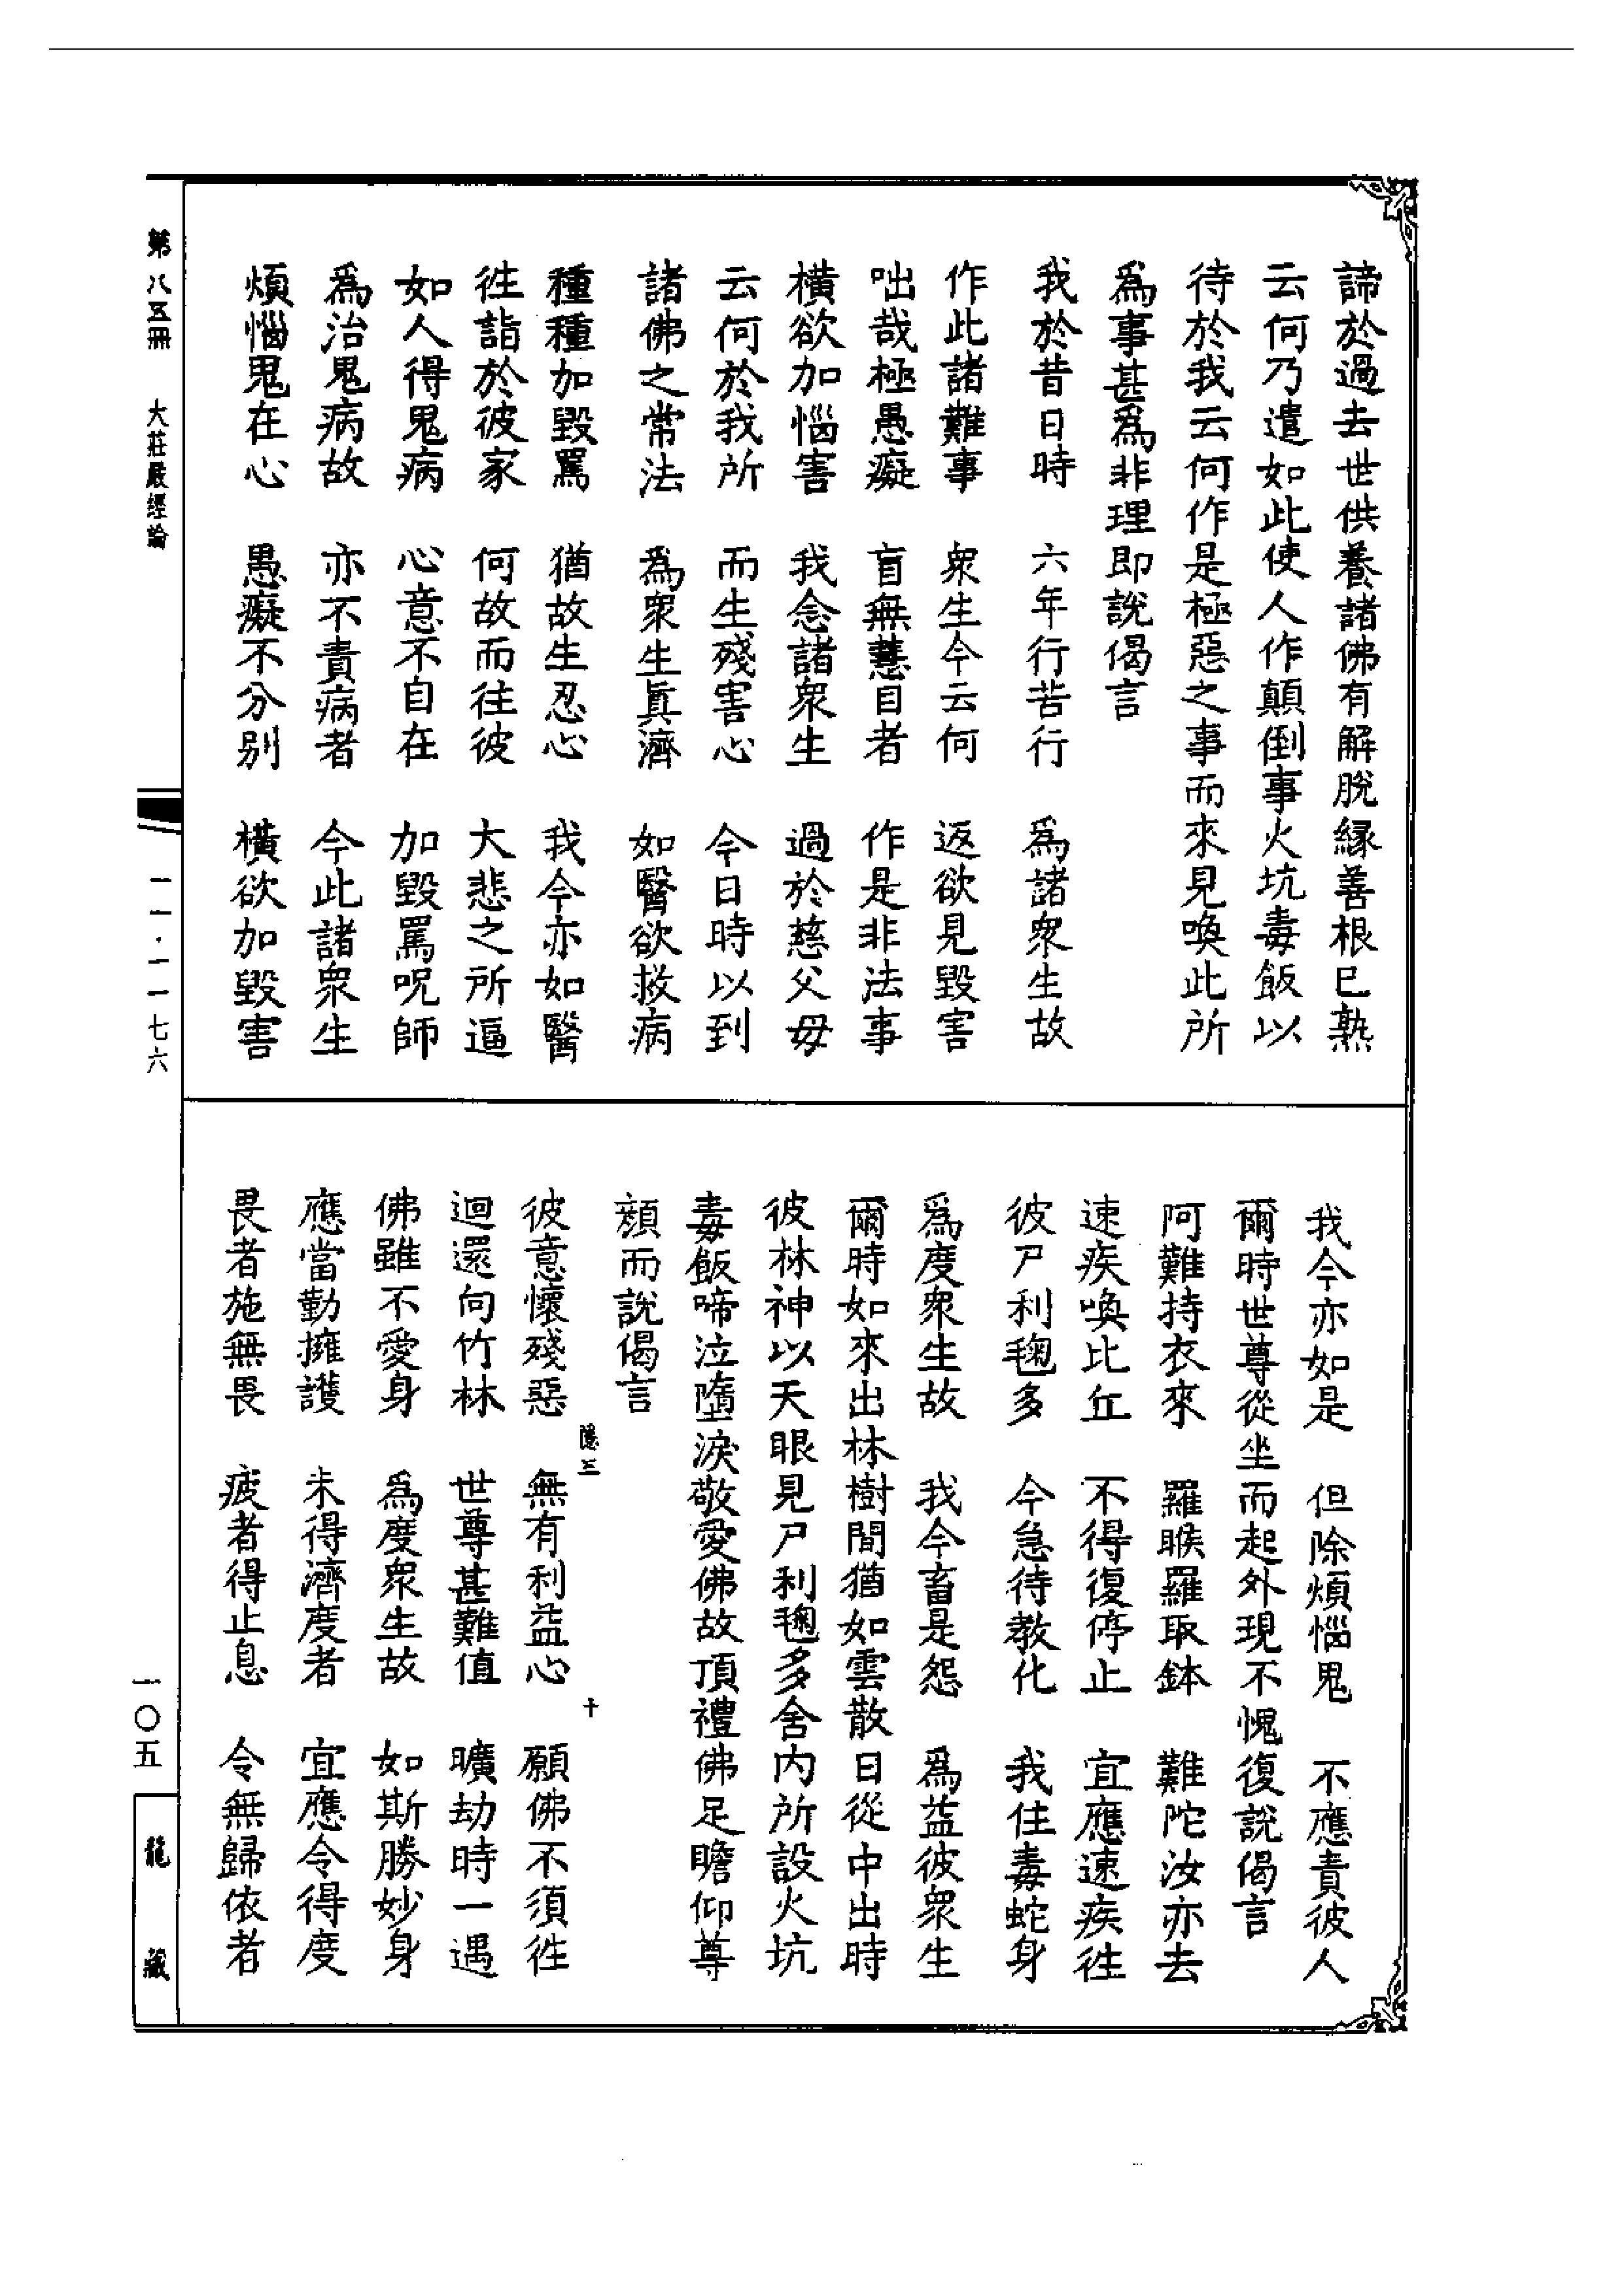 諦於過去世供養諸佛有解脫緣善根已熟
云何乃遣如此使人作顛倒事火坑毒飯以
待於我云何作是極惡之事而來見喚此所
爲事甚爲非理即說偈言
我於昔日時　六年行苦行　爲諸衆生故
作此諸難事　衆生今云何　返欲見毀害
咄哉極愚癡　盲無慧目者　作是非法事
橫欲加惱害　我念諸衆生　過於慈父母
云何於我所　而生殘害心　今日時以到
諸佛之常法　爲衆生眞濟　如醫欲救病
種種加毀罵　猶故生忍心　我今亦如醫
徃詣於彼家　何故而往彼　大悲之所逼
如人得鬼病　心意不自在　加毀罵呪師
爲治鬼病故　亦不責病者　今此諸衆生
煩惱鬼在心　愚癡不分別　橫欲加毀害
我今亦如是　但除煩惱鬼　不應責彼人
爾時世尊從坐而起外現不愧復說偈言
阿難持衣來　羅睺羅取鉢　難陀汝亦去
速疾喚比丘　不得復停止　宜應速疾徃
彼尸利毱多　今急待教化　我住毒蛇身
爲度衆生故　我今畜是怨　爲益彼衆生
爾時如來出林樹間猶如雲散日從中出時
彼林神以天眼見尸利毱多舍内所設火坑
毒飯啼泣墮淚敬愛佛故頂禮佛足瞻仰尊
顏而說偈言
彼意懷殘惡　無有利益心　願佛不須徃
迴還向竹林　世尊甚難值　曠劫時一遇
佛雖不愛身　爲度衆生故　如斯勝妙身
應當勤擁護　未得濟度者　宜應令得度
畏者施無畏　疲者得止息　令無歸依者
隱三　十
第八五冊　大莊嚴經論
一一·一一七六
一〇五
龍藏